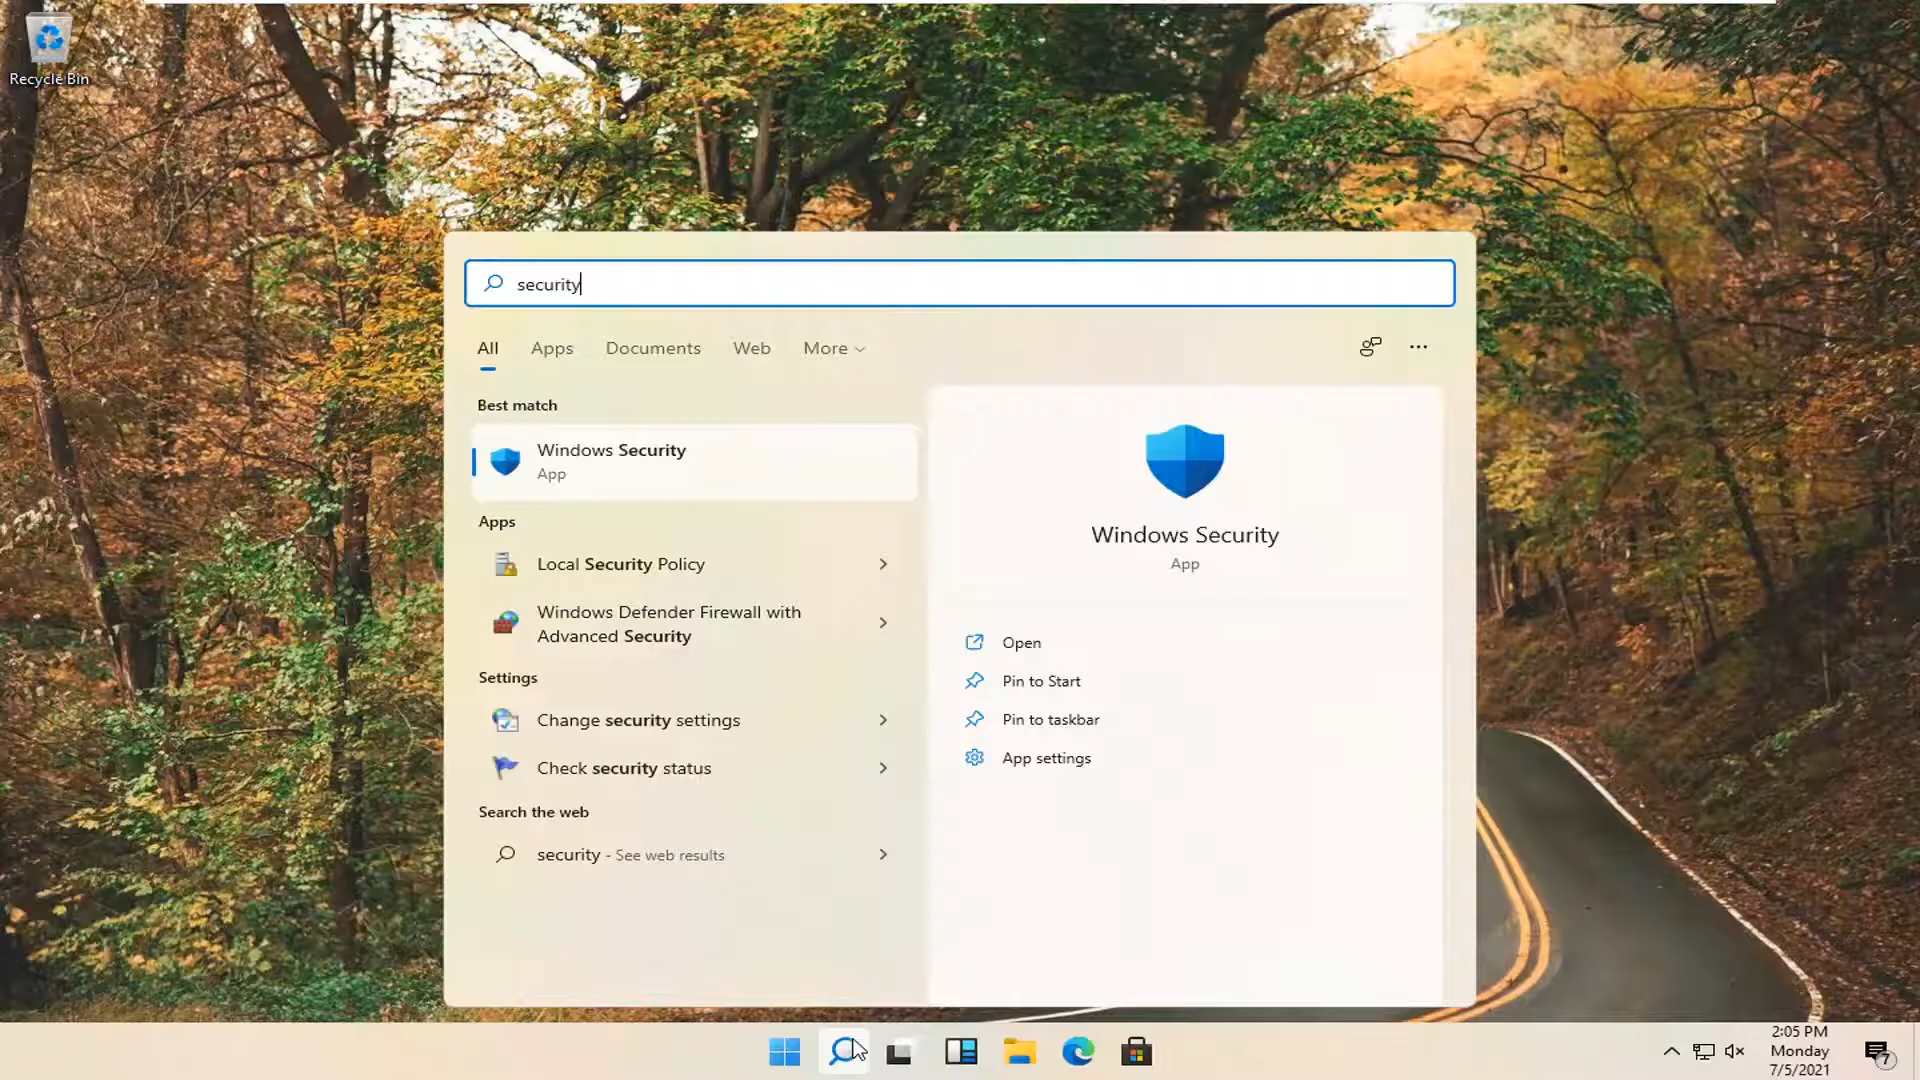 Recycle Bin
security
All Apps Documents Web More
Best match
Windows Security
App
Apps
Local Security Policy
Windows Defender Firewall with
Advanced Security
Settings
Change security settings
Check security status
Search the web
security - See web results
Windows Security
App
Open
Pin to Start
Pin to taskbar
App settings
2:05 PM
Monday
7/5/2021
7